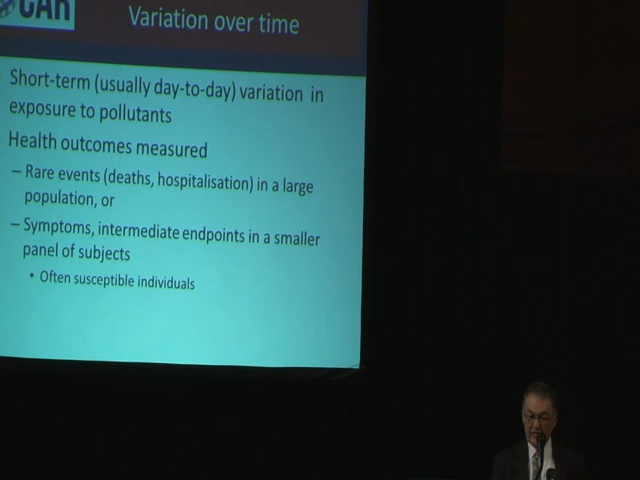 CAR
Variation over time
Short-term (usually day-to-day) variation in
exposure to pollutants
Health outcomes measured
– Rare events (deaths, hospitalisation) in a large
population, or
– Symptoms, intermediate endpoints in a smaller
panel of subjects
• Often susceptible individuals